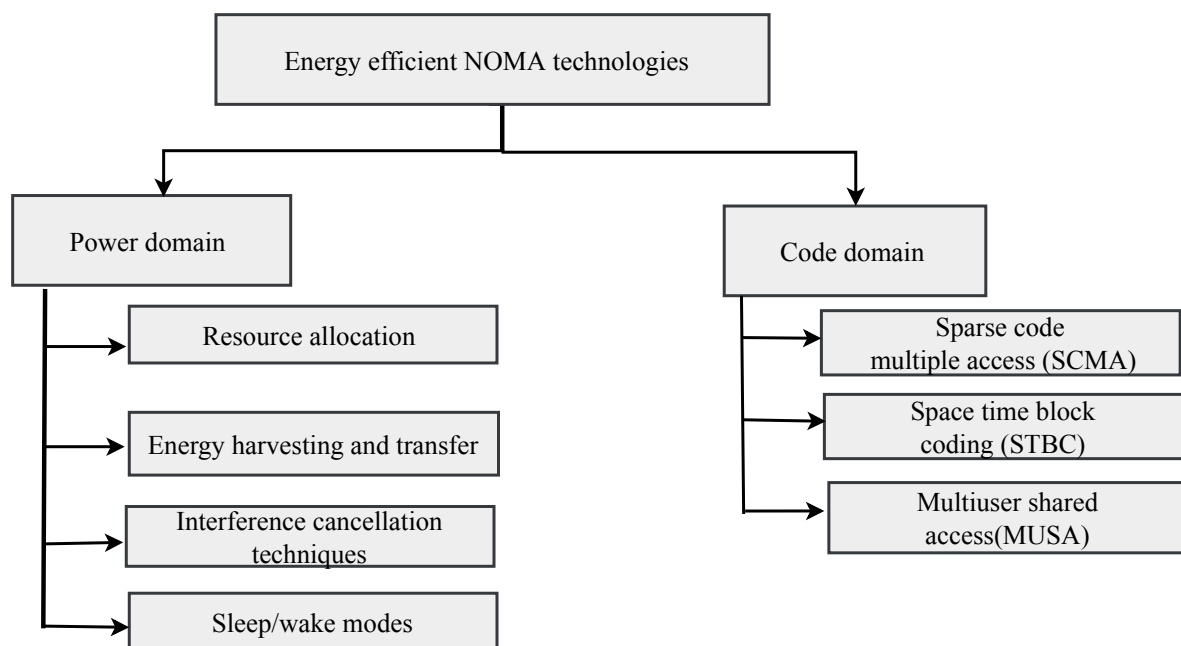 Energy efficient NOMA technologies
Power domain
Resource allocation
Energy harvesting and transfer
Interference cancellation
techniques
Sleep/wake modes
Code domain
Sparse code
multiple access (SCMA)
Space time block
coding (STBC)
Multiuser shared
access(MUSA)